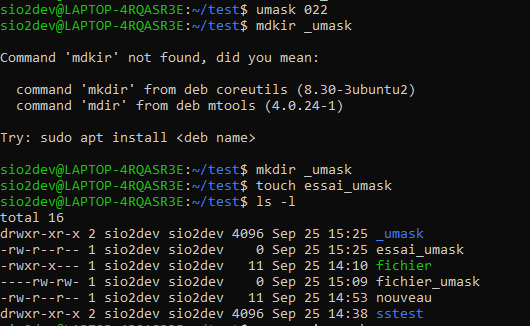 sio2dev@LAPTOP-4RQASR3E:~/test$ umask 022
sio2dev@LAPTOP-4RQASR3E:~/test$ mdkir _umask

Command 'mdkir' not found, did you mean:

  command 'mkdir' from deb coreutils (8.30-3ubuntu2)
  command 'mdir' from deb mtools (4.0.24-1)

Try: sudo apt install <deb name>

sio2dev@LAPTOP-4RQASR3E:~/test$ mkdir _umask
sio2dev@LAPTOP-4RQASR3E:~/test$ touch essai_umask
sio2dev@LAPTOP-4RQASR3E:~/test$ ls -l
total 16
drwxr-xr-x 2 sio2dev sio2dev 4096 Sep 25 15:25 _umask
-rw-r--r-- 1 sio2dev sio2dev    0 Sep 25 15:25 essai_umask
-rwxr-x--- 1 sio2dev sio2dev   11 Sep 25 14:10 fichier
----rw-rw- 1 sio2dev sio2dev    0 Sep 25 15:09 fichier_umask
-rw-r--r-- 1 sio2dev sio2dev   11 Sep 25 14:53 nouveau
drwxr-xr-x 2 sio2dev sio2dev 4096 Sep 25 14:38 sstest